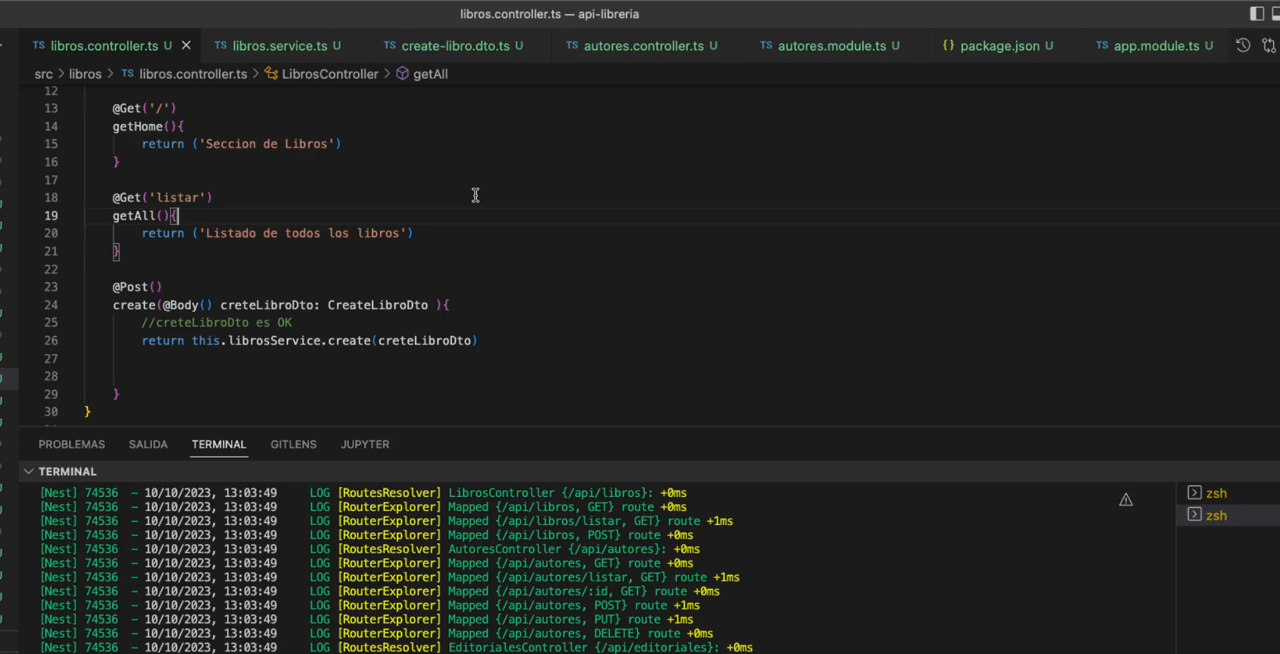 libros.controller.ts — api-libreria
TS libros.controller.ts U TS libros.service.ts U TS create-libro.dto.ts U TS autores.controller.ts U TS autores.module.ts U {} package.json U TS app.module.ts U
src > libros > TS libros.controller.ts > LibrosController > getAll
12
13 @Get('/')
14 getHome(){
15 return ('Seccion de Libros')
16 }
17
18 @Get('listar')
19 getAll(){
20 return ('Listado de todos los libros')
21 }
22
23 @Post()
24 create(@Body() creteLibroDto: CreateLibroDto ){
25 //creteLibroDto es OK
26 return this.librosService.create(creteLibroDto)
27
28
29 }
30 }
PROBLEMAS SALIDA TERMINAL GITLENS JUPYTER
TERMINAL
[Nest] 74536 - 10/10/2023, 13:03:49 LOG [RoutesResolver] LibrosController {/api/libros}: +0ms
[Nest] 74536 - 10/10/2023, 13:03:49 LOG [RouterExplorer] Mapped {/api/libros, GET} route +0ms
[Nest] 74536 - 10/10/2023, 13:03:49 LOG [RouterExplorer] Mapped {/api/libros/listar, GET} route +1ms
[Nest] 74536 - 10/10/2023, 13:03:49 LOG [RouterExplorer] Mapped {/api/libros, POST} route +0ms
[Nest] 74536 - 10/10/2023, 13:03:49 LOG [RoutesResolver] AutoresController {/api/autores}: +0ms
[Nest] 74536 - 10/10/2023, 13:03:49 LOG [RouterExplorer] Mapped {/api/autores, GET} route +0ms
[Nest] 74536 - 10/10/2023, 13:03:49 LOG [RouterExplorer] Mapped {/api/autores/listar, GET} route +1ms
[Nest] 74536 - 10/10/2023, 13:03:49 LOG [RouterExplorer] Mapped {/api/autores/:id, GET} route +0ms
[Nest] 74536 - 10/10/2023, 13:03:49 LOG [RouterExplorer] Mapped {/api/autores, POST} route +1ms
[Nest] 74536 - 10/10/2023, 13:03:49 LOG [RouterExplorer] Mapped {/api/autores, PUT} route +1ms
[Nest] 74536 - 10/10/2023, 13:03:49 LOG [RouterExplorer] Mapped {/api/autores, DELETE} route +0ms
[Nest] 74536 - 10/10/2023, 13:03:49 LOG [RoutesResolver] EditorialesController {/api/editoriales}: +0ms
zsh
zsh